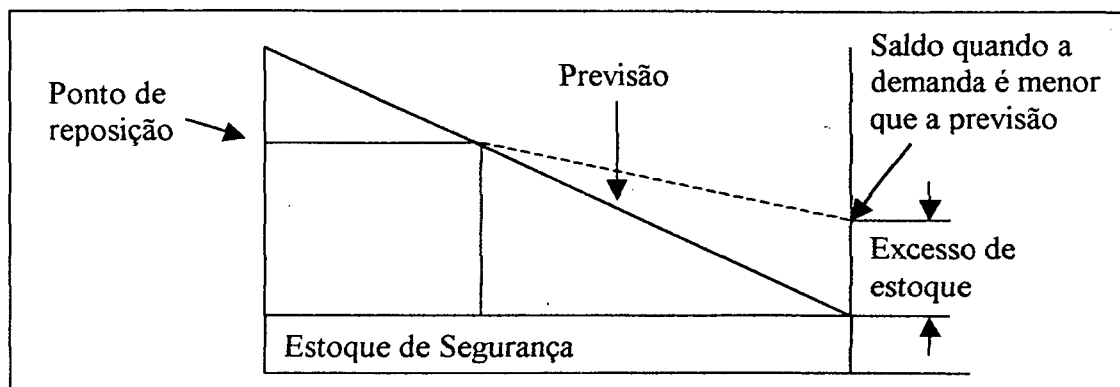 Ponto de
reposição
Previsão
Saldo quando a
demanda é menor
que a previsão
Excesso de
estoque
Estoque de Segurança